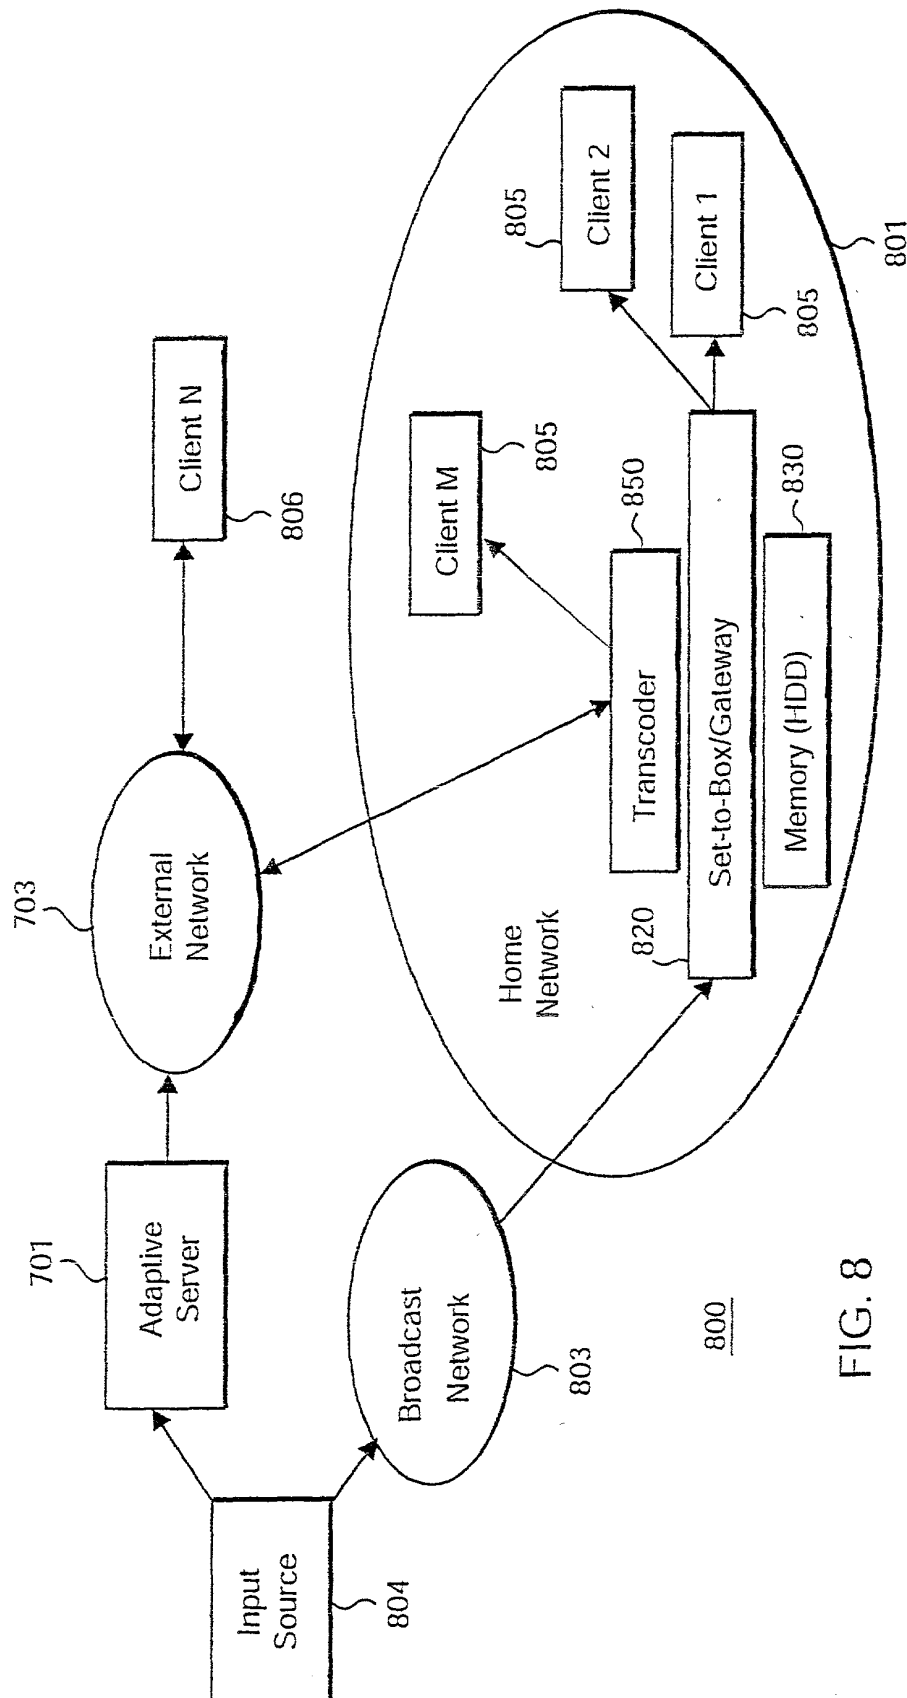 703
External
Network
Client N
806
701
Adaptive
Server
Input
Source
804
Broadcast
Network
803
Home
Network
Client M
805
805
Client 2
Client 1
805
Transcoder
850
820
Set-to-Box/Gateway
Memory (HDD)
830
801
800
FIG. 8